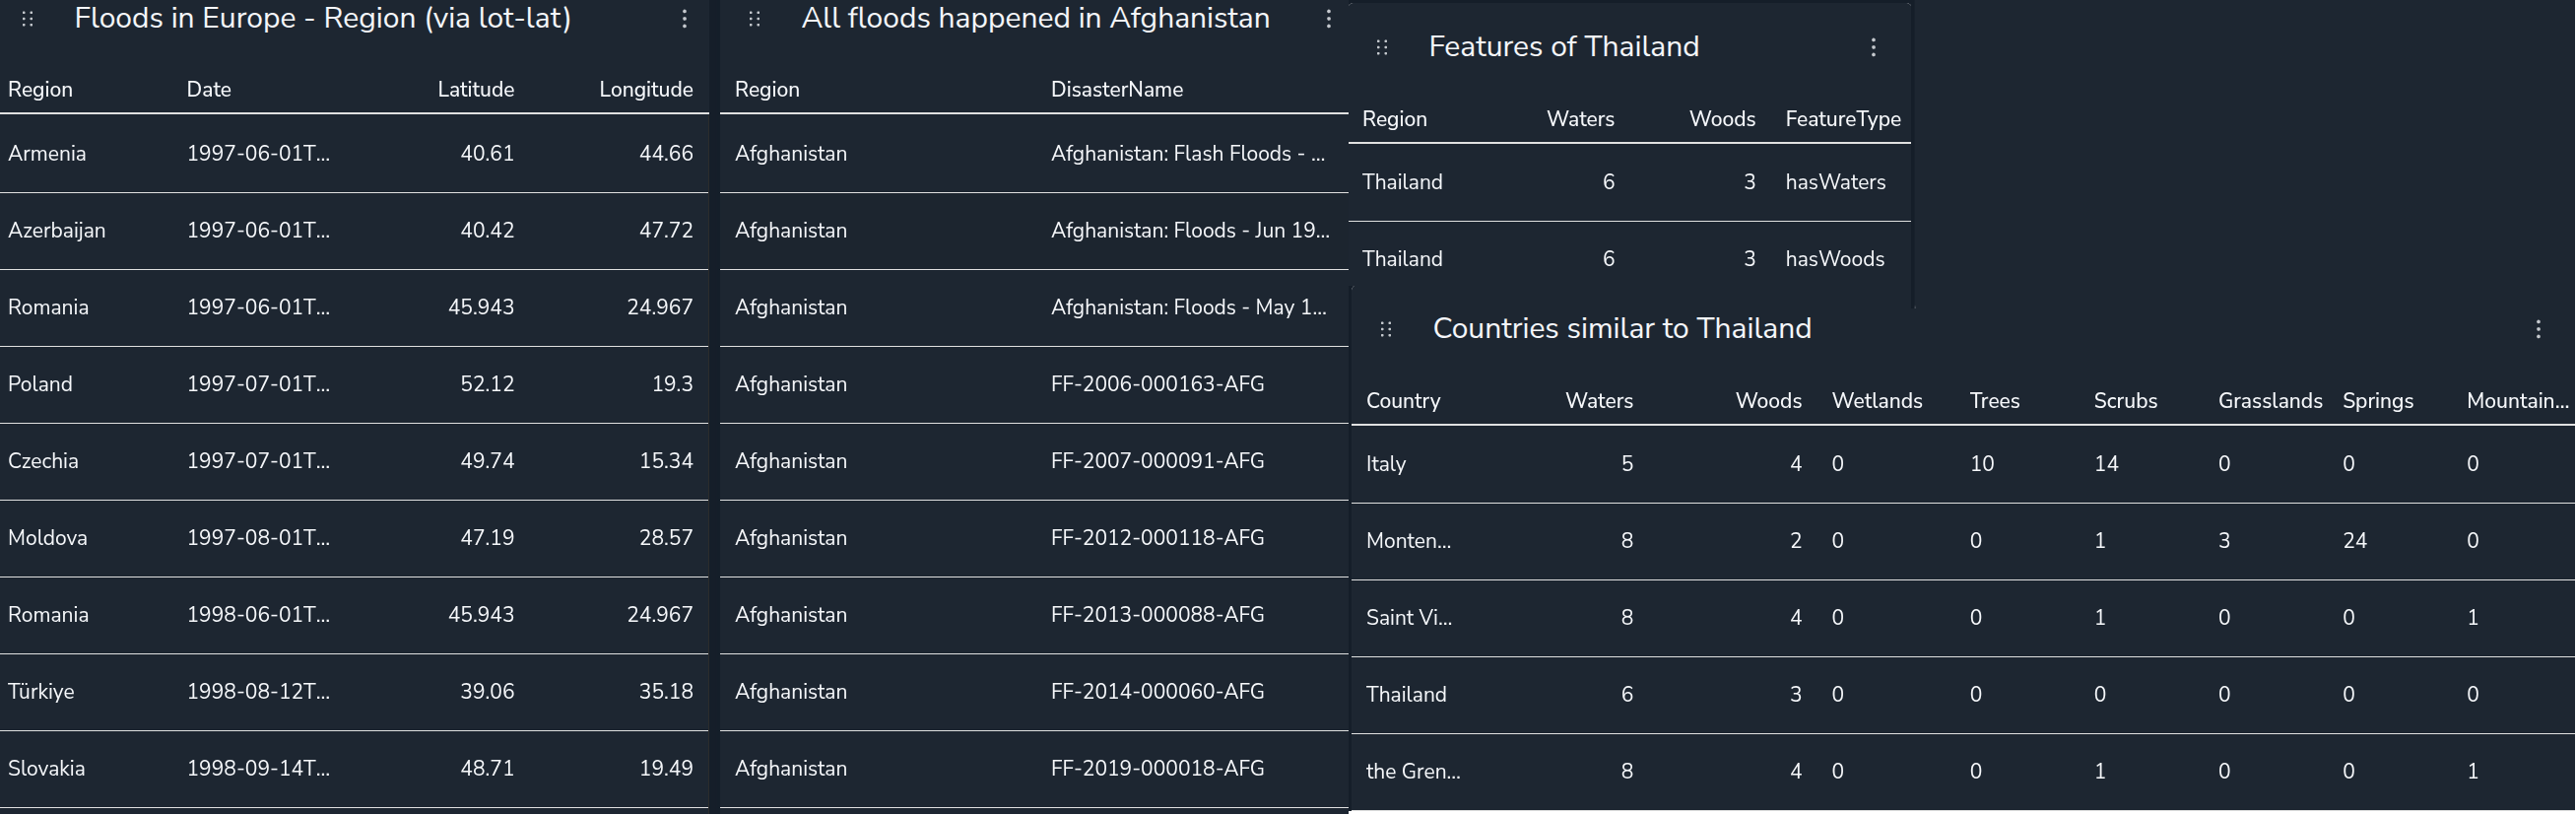 Floods in Europe - Region (via lot-lat)
Region Date Latitude Longitude
Armenia 1997-06-01T... 40.61 44.66
Azerbaijan 1997-06-01T... 40.42 47.72
Romania 1997-06-01T... 45.943 24.967
Poland 1997-07-01T... 52.12 19.3
Czechia 1997-07-01T... 49.74 15.34
Moldova 1997-08-01T... 47.19 28.57
Romania 1998-06-01T... 45.943 24.967
Türkiye 1998-08-12T... 39.06 35.18
Slovakia 1998-09-14T... 48.71 19.49
All floods happened in Afghanistan
Region DisasterName
Afghanistan Afghanistan: Flash Floods - ...
Afghanistan Afghanistan: Floods - Jun 19...
Afghanistan Afghanistan: Floods - May 1...
Afghanistan FF-2006-000163-AFG
Afghanistan FF-2007-000091-AFG
Afghanistan FF-2012-000118-AFG
Afghanistan FF-2013-000088-AFG
Afghanistan FF-2014-000060-AFG
Afghanistan FF-2019-000018-AFG
Features of Thailand
Region Waters Woods FeatureType
Thailand 6 3 hasWaters
Thailand 6 3 hasWoods
Countries similar to Thailand
Country Waters Woods Wetlands Trees Scrubs Grasslands Springs Mountain...
Italy 5 4 0 10 14 0 0 0
Monten... 8 2 0 0 1 3 24 0
Saint Vi... 8 4 0 0 1 0 0 1
Thailand 6 3 0 0 0 0 0 0
the Gren... 8 4 0 0 1 0 0 1